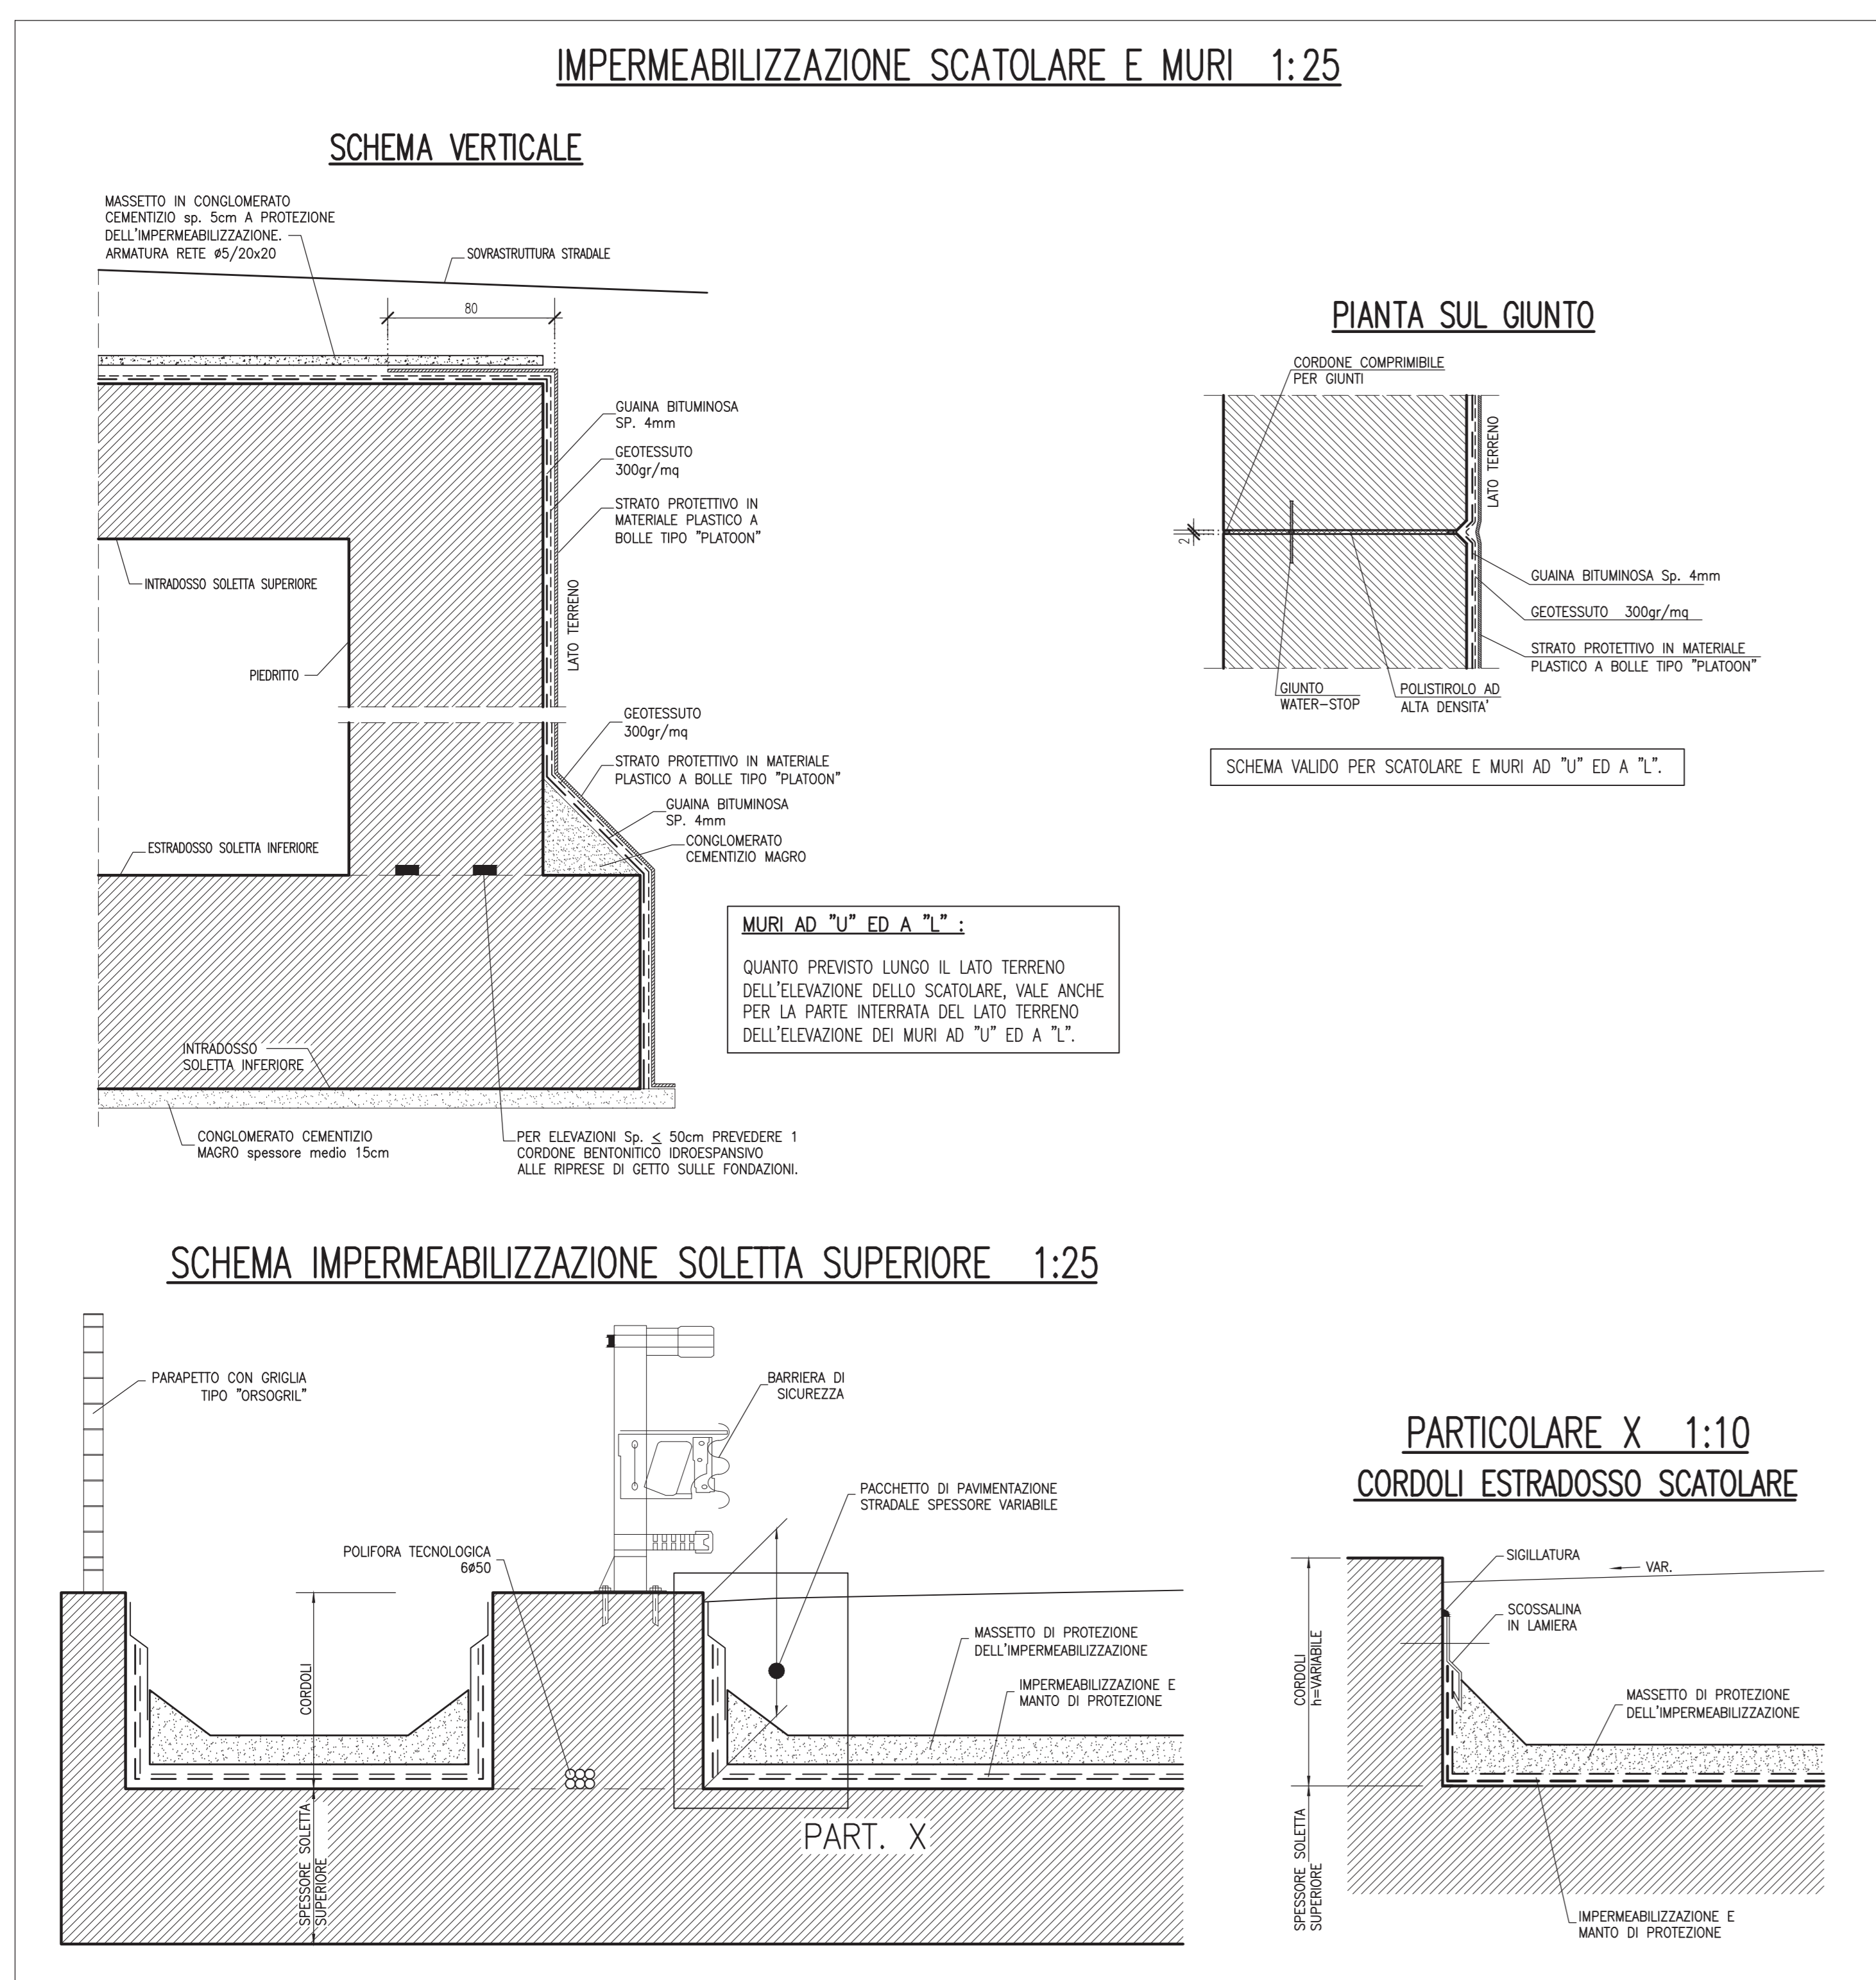 IMPERMEABILIZZAZIONE SCATOLARE E MURI 1:25
SCHEMA VERTICALE
MASSETTO IN CONGLOMERATO
CEMENTIZIO sp. 5cm A PROTEZIONE
DELL'IMPERMEABILIZZAZIONE.
ARMATURA RETE ø5/20x20
SOVRASTRUTTURA STRADALE
80
GUAINA BITUMINOSA
SP. 4mm
GEOTESSUTO
300gr/mq
STRATO PROTETTIVO IN
MATERIALE PLASTICO A
BOLLE TIPO "PLATOON"
INTRADOSSO SOLETTA SUPERIORE
LATO TERRENO
PIEDRITTO
GEOTESSUTO
300gr/mq
STRATO PROTETTIVO IN MATERIALE
PLASTICO A BOLLE TIPO "PLATOON"
GUAINA BITUMINOSA
SP. 4mm
CONGLOMERATO
CEMENTIZIO MAGRO
ESTRADOSSO SOLETTA INFERIORE
INTRADOSSO
SOLETTA INFERIORE
CONGLOMERATO CEMENTIZIO
MAGRO spessore medio 15cm
PER ELEVAZIONI Sp. ≤ 50cm PREVEDERE 1
CORDONE BENTONITICO IDROESPANSIVO
ALLE RIPRESE DI GETTO SULLE FONDAZIONI.
MURI AD "U" ED A "L" :
QUANTO PREVISTO LUNGO IL LATO TERRENO
DELL'ELEVAZIONE DELLO SCATOLARE, VALE ANCHE
PER LA PARTE INTERRATA DEL LATO TERRENO
DELL'ELEVAZIONE DEI MURI AD "U" ED A "L".
PIANTA SUL GIUNTO
CORDONE COMPRIMIBILE
PER GIUNTI
LATO TERRENO
2
GUAINA BITUMINOSA Sp. 4mm
GEOTESSUTO 300gr/mq
STRATO PROTETTIVO IN MATERIALE
PLASTICO A BOLLE TIPO "PLATOON"
GIUNTO
WATER-STOP
POLISTIROLO AD
ALTA DENSITA'
SCHEMA VALIDO PER SCATOLARE E MURI AD "U" ED A "L".
SCHEMA IMPERMEABILIZZAZIONE SOLETTA SUPERIORE 1:25
PARAPETTO CON GRIGLIA
TIPO "ORSOGRIL"
BARRIERA DI
SICUREZZA
PACCHETTO DI PAVIMENTAZIONE
STRADALE SPESSORE VARIABILE
POLIFORA TECNOLOGICA
6ø50
MASSETTO DI PROTEZIONE
DELL'IMPERMEABILIZZAZIONE
IMPERMEABILIZZAZIONE E
MANTO DI PROTEZIONE
CORDOLI
SPESSORE SOLETTA
SUPERIORE
PART. X
PARTICOLARE X 1:10
CORDOLI ESTRADOSSO SCATOLARE
SIGILLATURA
VAR.
SCOSSALINA
IN LAMIERA
CORDOLI
h=VARIABILE
MASSETTO DI PROTEZIONE
DELL'IMPERMEABILIZZAZIONE
SPESSORE SOLETTA
SUPERIORE
IMPERMEABILIZZAZIONE E
MANTO DI PROTEZIONE